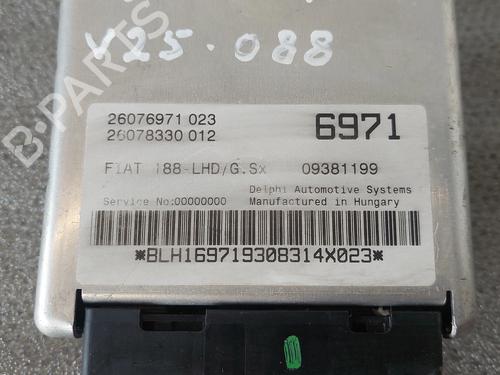 V25.088
26076971 023
26078330 012
6971
FIAT 188-LHD/G.Sx 09381199
Delphi Automotive Systems
Service No:00000000 Manufactured in Hungary
*BLH169719308314X023*
B-PARTS